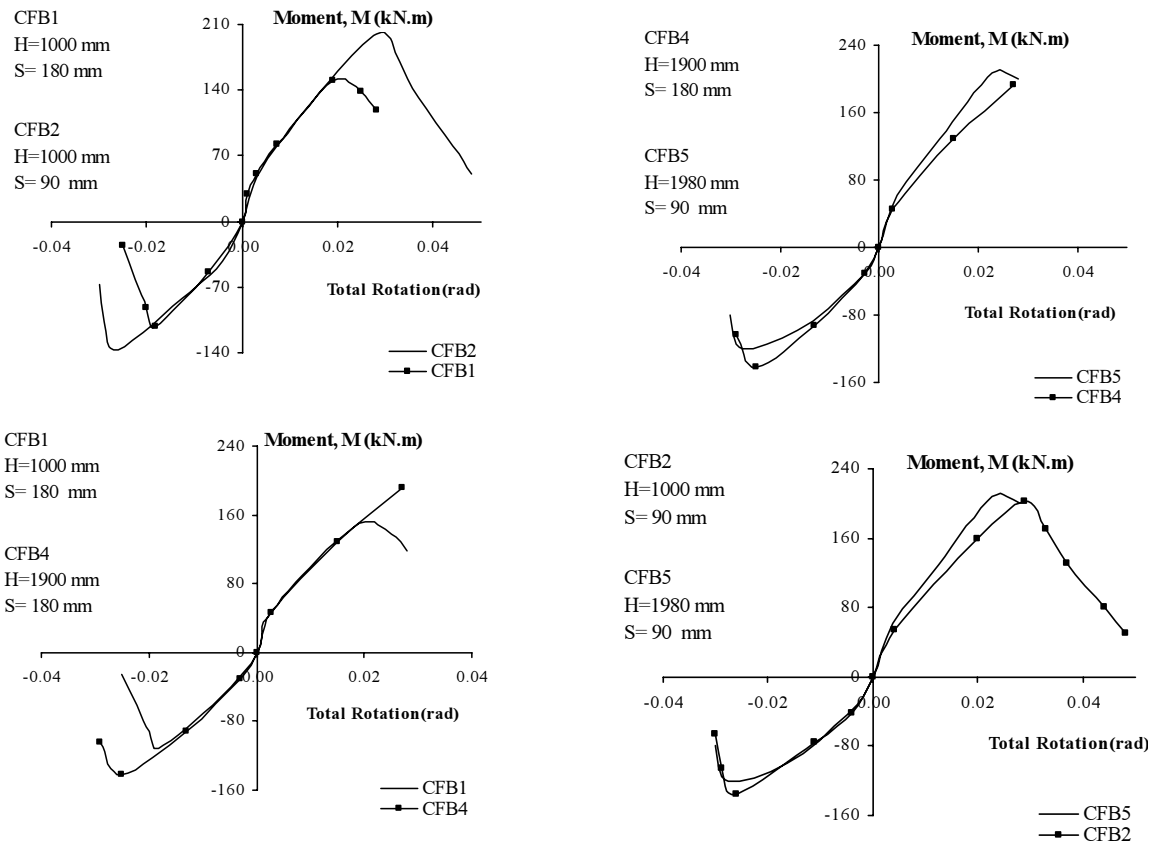 CFB1
H=1000 mm
S= 180 mm
CFB2
H=1000 mm
S= 90 mm
Moment, M (kN.m)
210
140
70
0
-70
-140
-0.04
-0.02
0.00
0.02
0.04
Total Rotation(rad)
CFB2
CFB1
CFB4
H=1900 mm
S= 180 mm
CFB5
H=1980 mm
S= 90 mm
Moment, M (kN.m)
240
160
80
0
-80
-160
-0.04
-0.02
0.00
0.02
0.04
Total Rotation(rad)
CFB5
CFB4
CFB1
H=1000 mm
S= 180 mm
CFB4
H=1900 mm
S= 180 mm
Moment, M (kN.m)
240
160
80
0
-80
-160
-0.04
-0.02
0.00
0.02
0.04
Total Rotation(rad)
CFB1
CFB4
CFB2
H=1000 mm
S= 90 mm
CFB5
H=1980 mm
S= 90 mm
Moment, M (kN.m)
240
160
80
0
-80
-160
-0.04
-0.02
0.00
0.02
0.04
Total Rotation(rad)
CFB5
CFB2